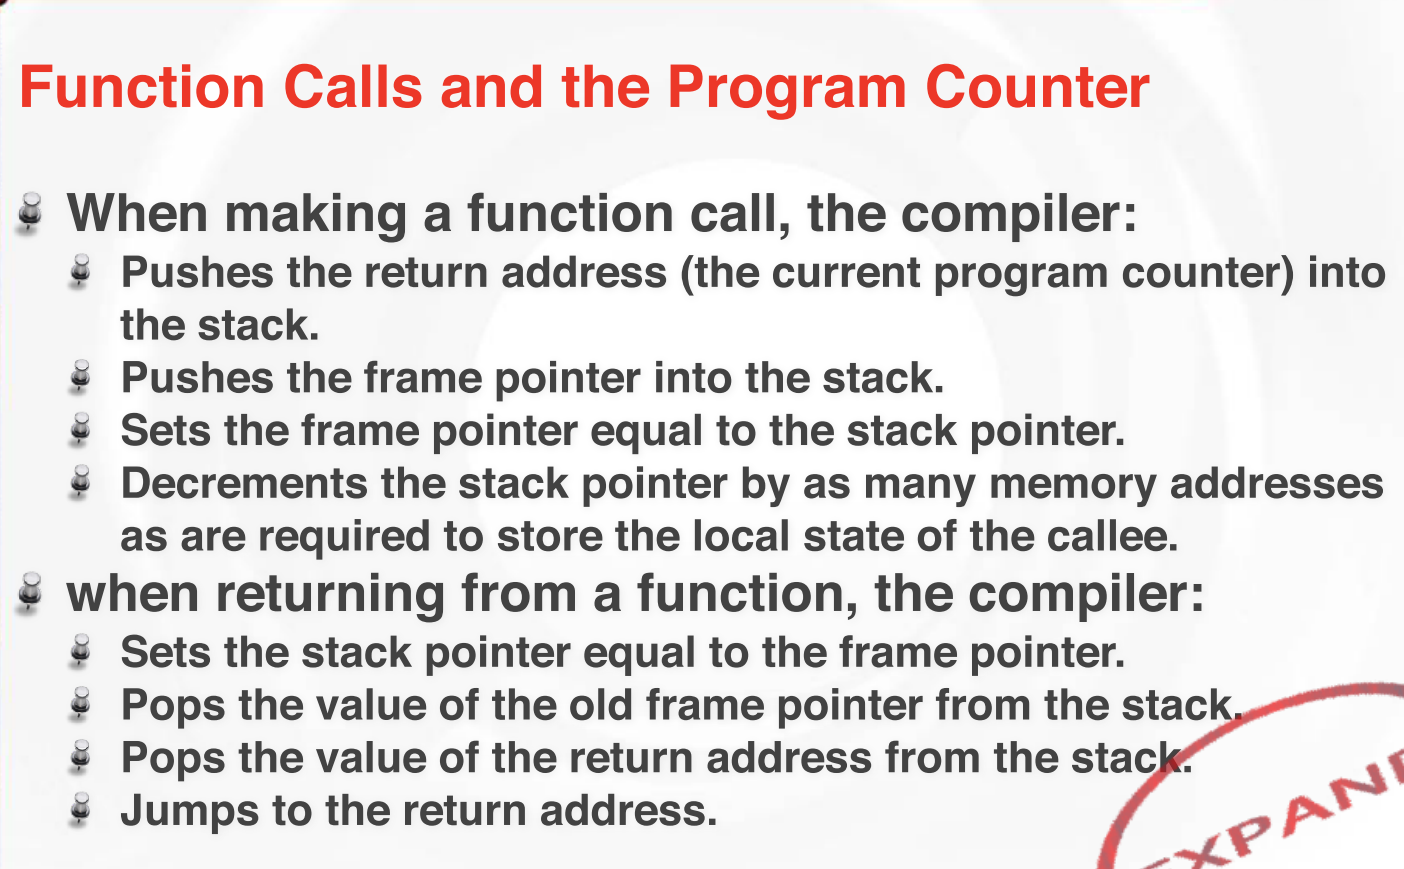 Function Calls and the Program Counter
When making a function call, the compiler:
Pushes the return address (the current program counter) into
the stack.
Pushes the frame pointer into the stack.
Sets the frame pointer equal to the stack pointer.
Decrements the stack pointer by as many memory addresses
as are required to store the local state of the callee.
when returning from a function, the compiler:
Sets the stack pointer equal to the frame pointer.
Pops the value of the old frame pointer from the stack.
Pops the value of the return address from the stack.
Jumps to the return address.